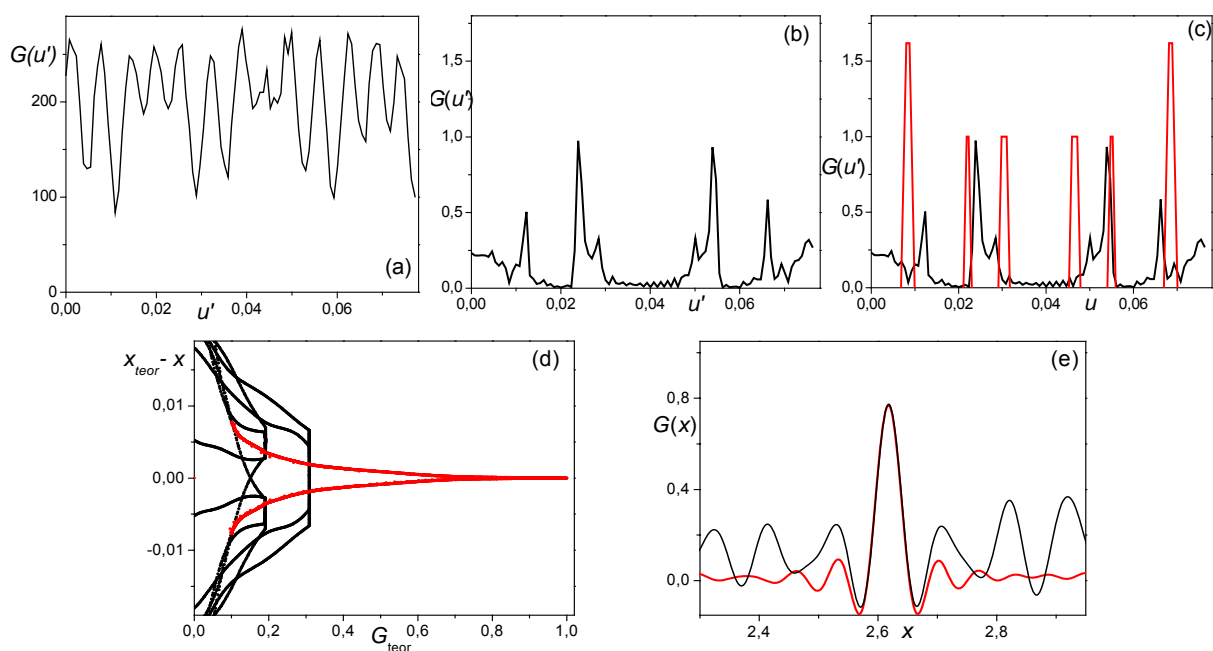 G(u')
200
100
0
0,00 0,02 0,04 0,06
u'
(a)
1,5
G(u')
1,0
0,5
0,0
0,00 0,02 0,04 0,06
u'
(b)
1,5
1,0
G(u')
0,5
0,0
0,00 0,02 0,04 0,06
u
(c)
x_teor - x
0,01
0,00
-0,01
0,0 0,2 0,4 0,6 0,8 1,0
G_teor
(d)
0,8
G(x)
0,4
0,0
2,4 2,6 2,8
x
(e)